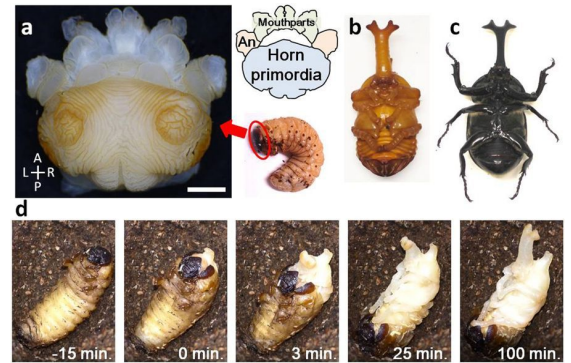 a
Mouthparts
An
Horn
primordia
b
c
A
L R
P
d
-15 min.
0 min.
3 min.
25 min.
100 min.